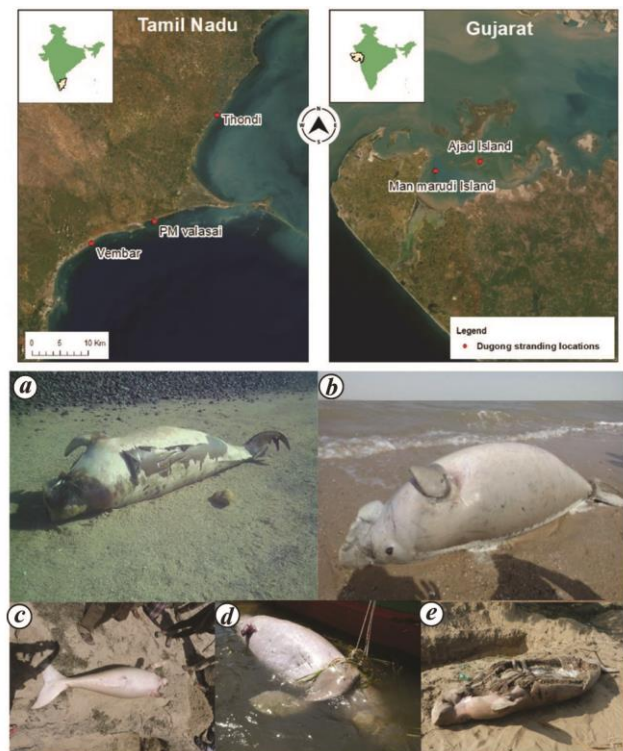 Tamil Nadu
Thondi
PM valasai
Vembar
0 5 10 Km
N
W E
S
Gujarat
Ajad Island
Man marudi Island
Legend
Dugong stranding locations
a
b
c
d
e